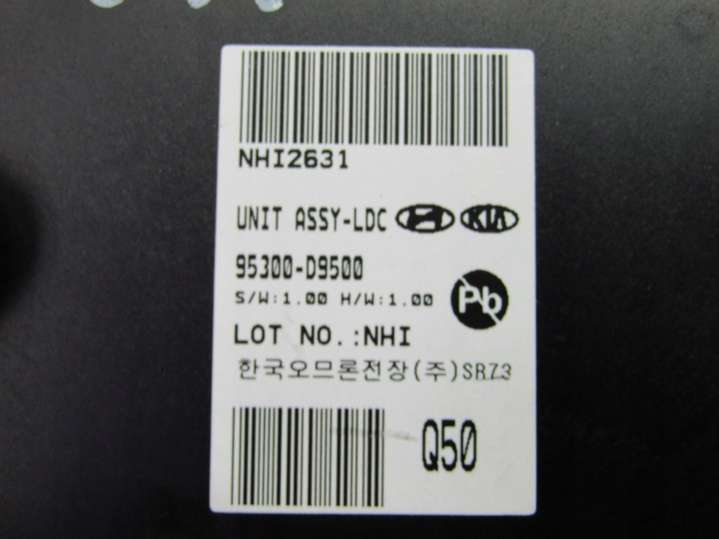 NHI2631
UNIT ASSY-LDC KIA
95300-D9500
S/W:1.00 H/W:1.00
Pb
LOT NO.:NHI
한국오므론전장(주)SRZ3
Q50